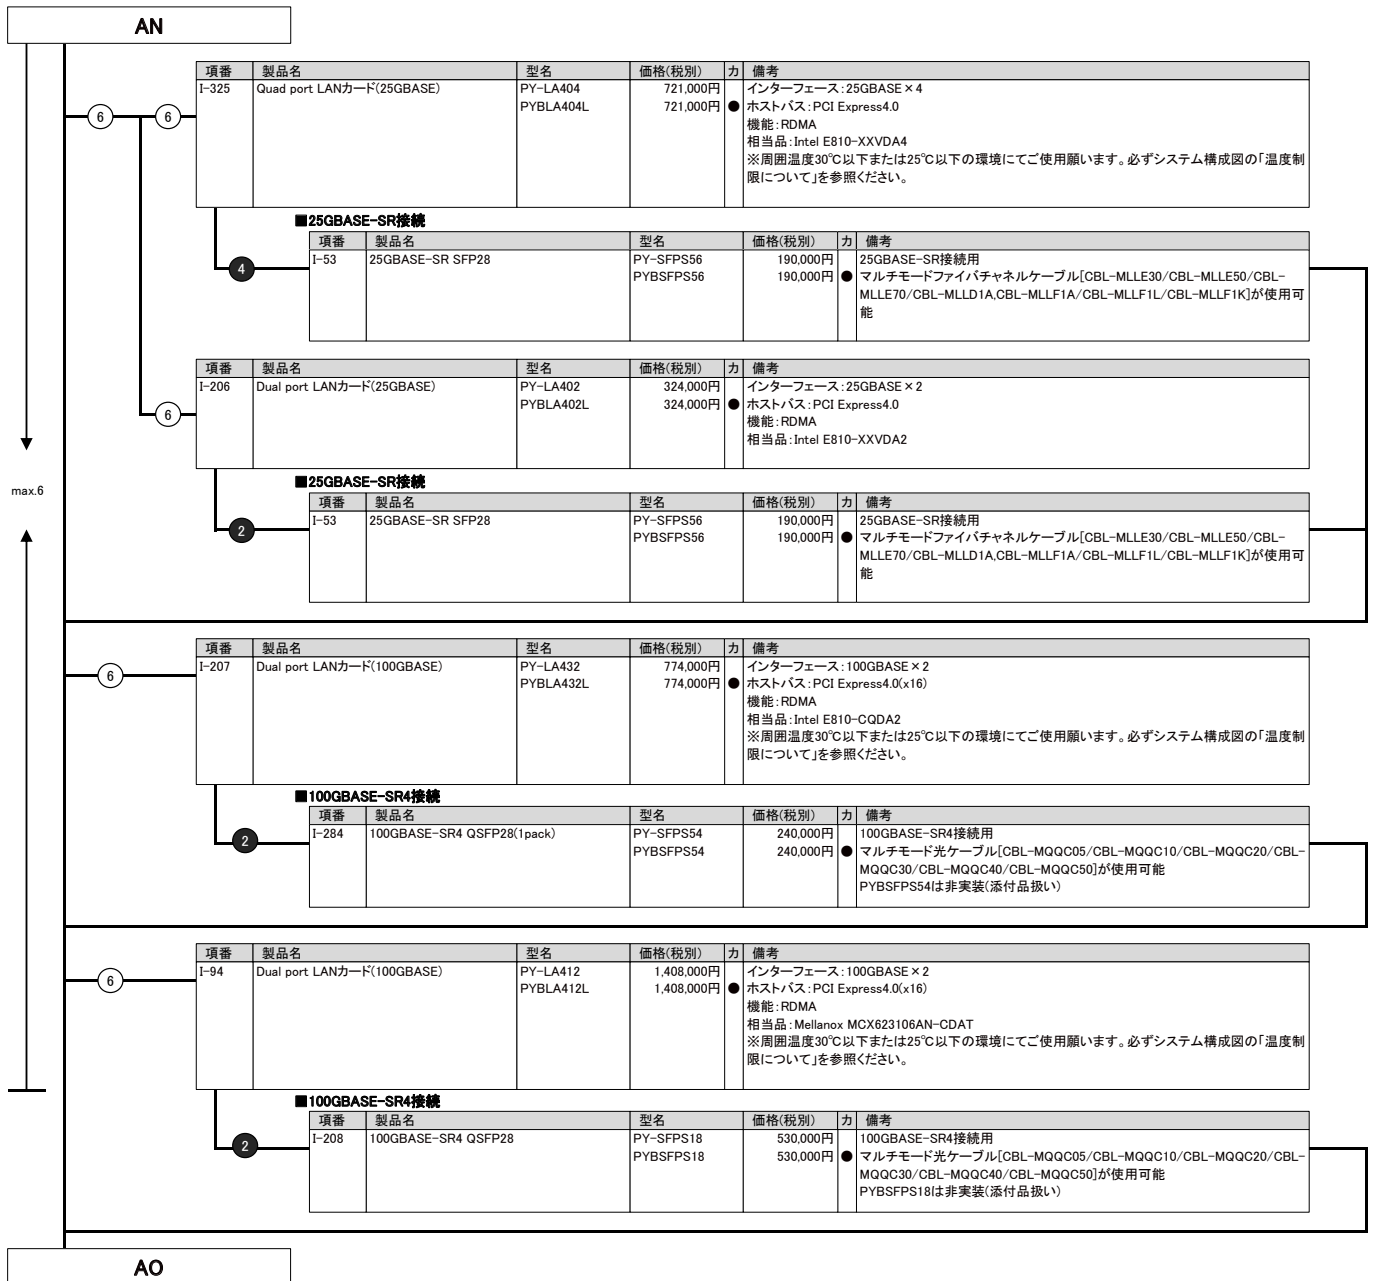 AN
項番 製品名 型名 価格(税別) カ 備考
I-325 Quad port LANカード(25GBASE) PY-LA404 721,000円 インターフェース:25GBASE×4
PYBLA404L 721,000円 ● ホストバス:PCI Express4.0
機能:RDMA
相当品:Intel E810-XXVDA4
※周囲温度30℃以下または25℃以下の環境にてご使用願います。必ずシステム構成図の「温度制
限について」を参照ください。
6 6
■25GBASE-SR接続
項番 製品名 型名 価格(税別) カ 備考
I-53 25GBASE-SR SFP28 PY-SFPS56 190,000円 25GBASE-SR接続用
PYBSFPS56 190,000円 ● マルチモードファイバチャネルケーブル[CBL-MLLE30/CBL-MLLE50/CBL-
MLLE70/CBL-MLLD1A,CBL-MLLF1A/CBL-MLLF1L/CBL-MLLF1K]が使用可
能
4
項番 製品名 型名 価格(税別) カ 備考
I-206 Dual port LANカード(25GBASE) PY-LA402 324,000円 インターフェース:25GBASE×2
PYBLA402L 324,000円 ● ホストバス:PCI Express4.0
機能:RDMA
相当品:Intel E810-XXVDA2
6
max.6
■25GBASE-SR接続
項番 製品名 型名 価格(税別) カ 備考
I-53 25GBASE-SR SFP28 PY-SFPS56 190,000円 25GBASE-SR接続用
PYBSFPS56 190,000円 ● マルチモードファイバチャネルケーブル[CBL-MLLE30/CBL-MLLE50/CBL-
MLLE70/CBL-MLLD1A,CBL-MLLF1A/CBL-MLLF1L/CBL-MLLF1K]が使用可
能
2
項番 製品名 型名 価格(税別) カ 備考
I-207 Dual port LANカード(100GBASE) PY-LA432 774,000円 インターフェース:100GBASE×2
PYBLA432L 774,000円 ● ホストバス:PCI Express4.0(x16)
機能:RDMA
相当品:Intel E810-CQDA2
※周囲温度30℃以下または25℃以下の環境にてご使用願います。必ずシステム構成図の「温度制
限について」を参照ください。
6
■100GBASE-SR4接続
項番 製品名 型名 価格(税別) カ 備考
I-284 100GBASE-SR4 QSFP28(1pack) PY-SFPS54 240,000円 100GBASE-SR4接続用
PYBSFPS54 240,000円 ● マルチモード光ケーブル[CBL-MQQC05/CBL-MQQC10/CBL-MQQC20/CBL-
MQQC30/CBL-MQQC40/CBL-MQQC50]が使用可能
PYBSFPS54は非実装(添付品扱い)
2
項番 製品名 型名 価格(税別) カ 備考
I-94 Dual port LANカード(100GBASE) PY-LA412 1,408,000円 インターフェース:100GBASE×2
PYBLA412L 1,408,000円 ● ホストバス:PCI Express4.0(x16)
機能:RDMA
相当品:Mellanox MCX623106AN-CDAT
※周囲温度30℃以下または25℃以下の環境にてご使用願います。必ずシステム構成図の「温度制
限について」を参照ください。
6
■100GBASE-SR4接続
項番 製品名 型名 価格(税別) カ 備考
I-208 100GBASE-SR4 QSFP28 PY-SFPS18 530,000円 100GBASE-SR4接続用
PYBSFPS18 530,000円 ● マルチモード光ケーブル[CBL-MQQC05/CBL-MQQC10/CBL-MQQC20/CBL-
MQQC30/CBL-MQQC40/CBL-MQQC50]が使用可能
PYBSFPS18は非実装(添付品扱い)
2
AO